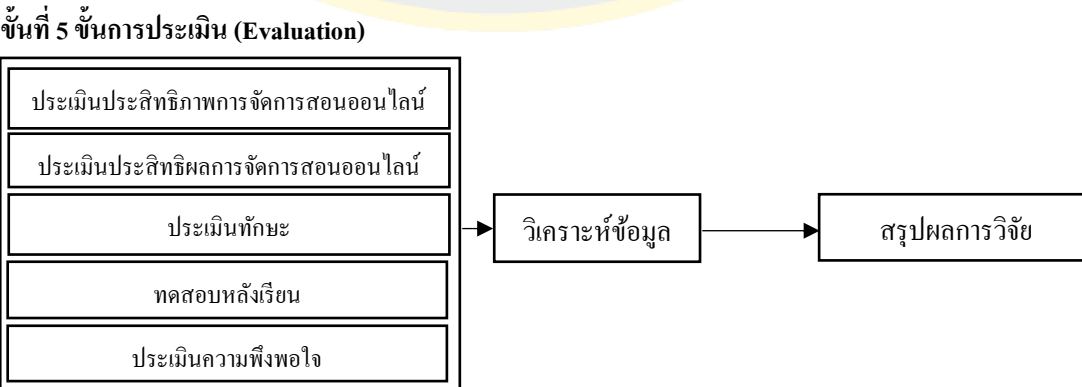 ขั้นที่ 5 ขั้นการประเมิน (Evaluation)
ประเมินประสิทธิภาพการจัดการสอนออนไลน์
ประเมินประสิทธิผลการจัดการสอนออนไลน์
ประเมินทักษะ
ทดสอบหลังเรียน
ประเมินความพึงพอใจ
วิเคราะห์ข้อมูล
สรุปผลการวิจัย